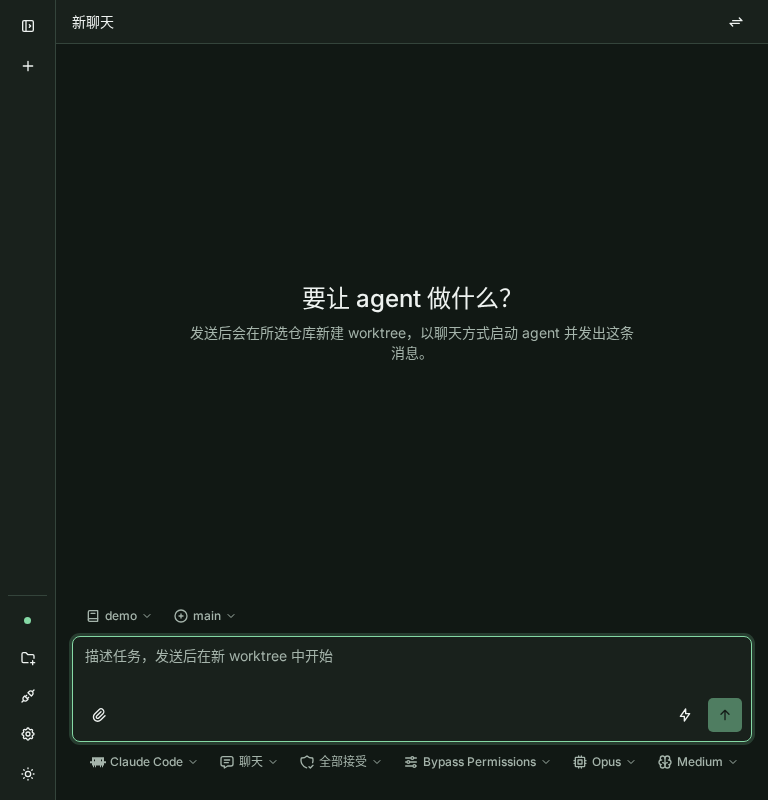 新聊天
要让 agent 做什么？
发送后会在所选仓库新建 worktree，以聊天方式启动 agent 并发出这条
消息。
demo
main
描述任务，发送后在新 worktree 中开始
Claude Code
聊天
全部接受
Bypass Permissions
Opus
Medium